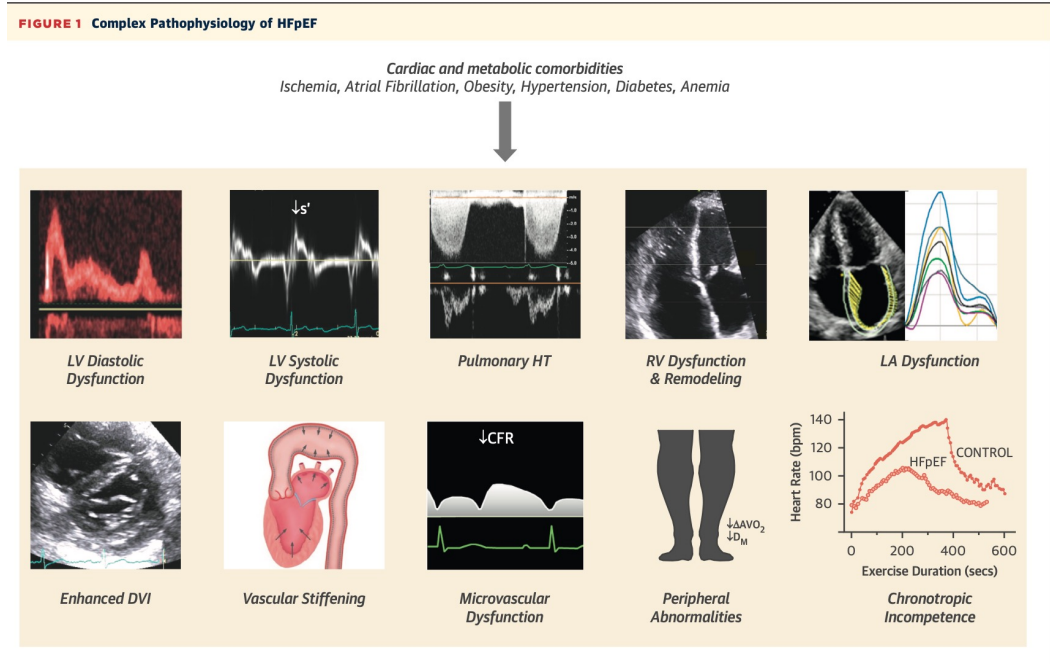 FIGURE 1 Complex Pathophysiology of HFpEF
Cardiac and metabolic comorbidities
Ischemia, Atrial Fibrillation, Obesity, Hypertension, Diabetes, Anemia
↓s′
LV Diastolic
Dysfunction
LV Systolic
Dysfunction
Pulmonary HT
RV Dysfunction
& Remodeling
LA Dysfunction
↓CFR
↓ΔAVO₂
↓D_M
Heart Rate (bpm)
140
120
100
80
CONTROL
HFpEF
0
200
400
600
Exercise Duration (secs)
Enhanced DVI
Vascular Stiffening
Microvascular
Dysfunction
Peripheral
Abnormalities
Chronotropic
Incompetence